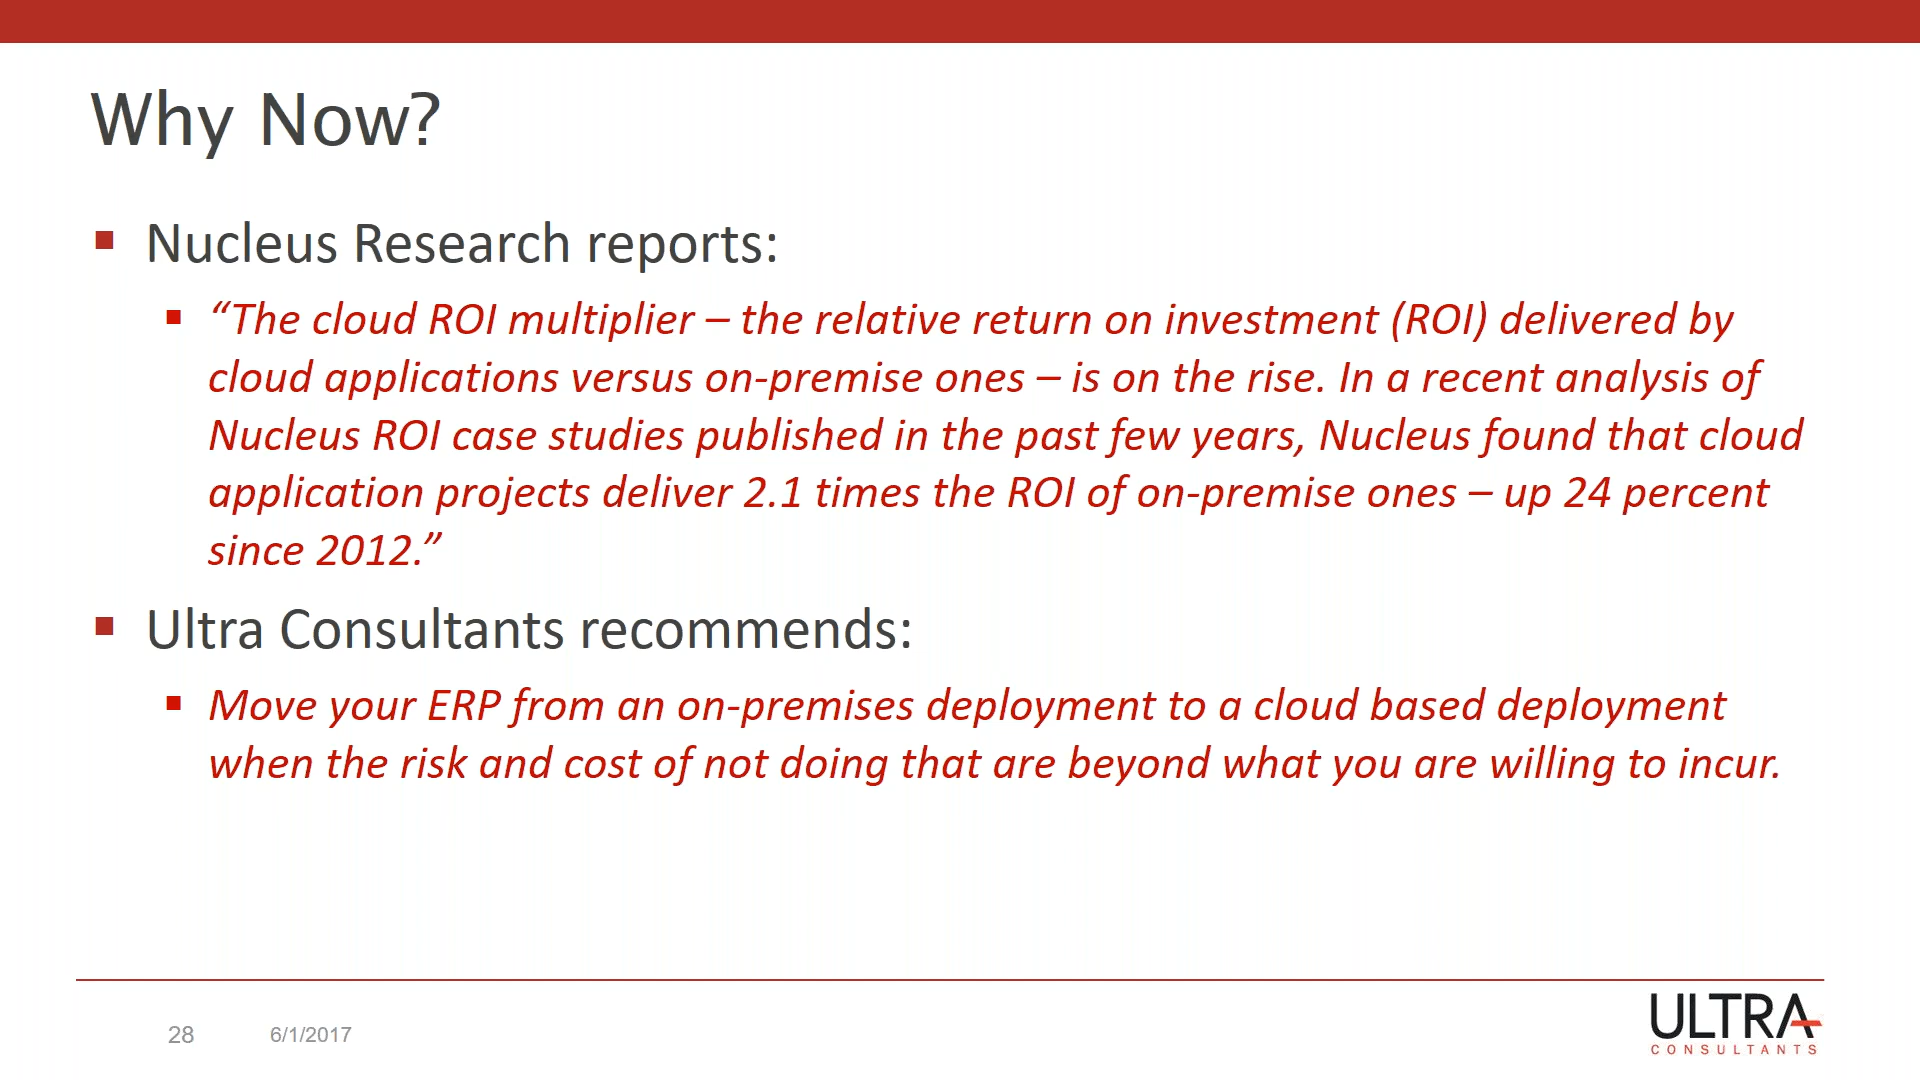 Why Now?
Nucleus Research reports:
“The cloud ROI multiplier – the relative return on investment (ROI) delivered by
cloud applications versus on-premise ones – is on the rise. In a recent analysis of
Nucleus ROI case studies published in the past few years, Nucleus found that cloud
application projects deliver 2.1 times the ROI of on-premise ones – up 24 percent
since 2012.”
Ultra Consultants recommends:
Move your ERP from an on-premises deployment to a cloud based deployment
when the risk and cost of not doing that are beyond what you are willing to incur.
28 6/1/2017
ULTRA
CONSULTANTS